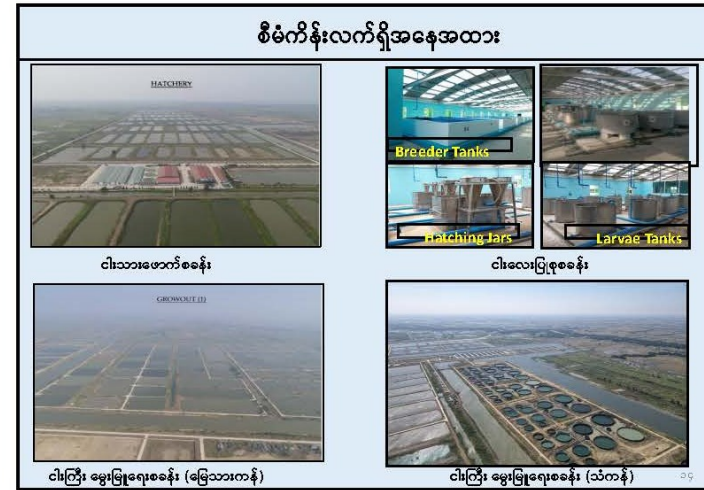 စီမံကိန်းလက်ရှိအနေအထား
HATCHERY
Breeder Tanks
Hatching Jars
Larvae Tanks
ငါးသားဖောက်စခန်း
ငါးလေးပြုစုစခန်း
GROWOUT (1)
ငါးကြီး မွေးမြူရေးစခန်း (မြေသားကန်)
ငါးကြီး မွေးမြူရေးစခန်း (သံကန်)
၁၄